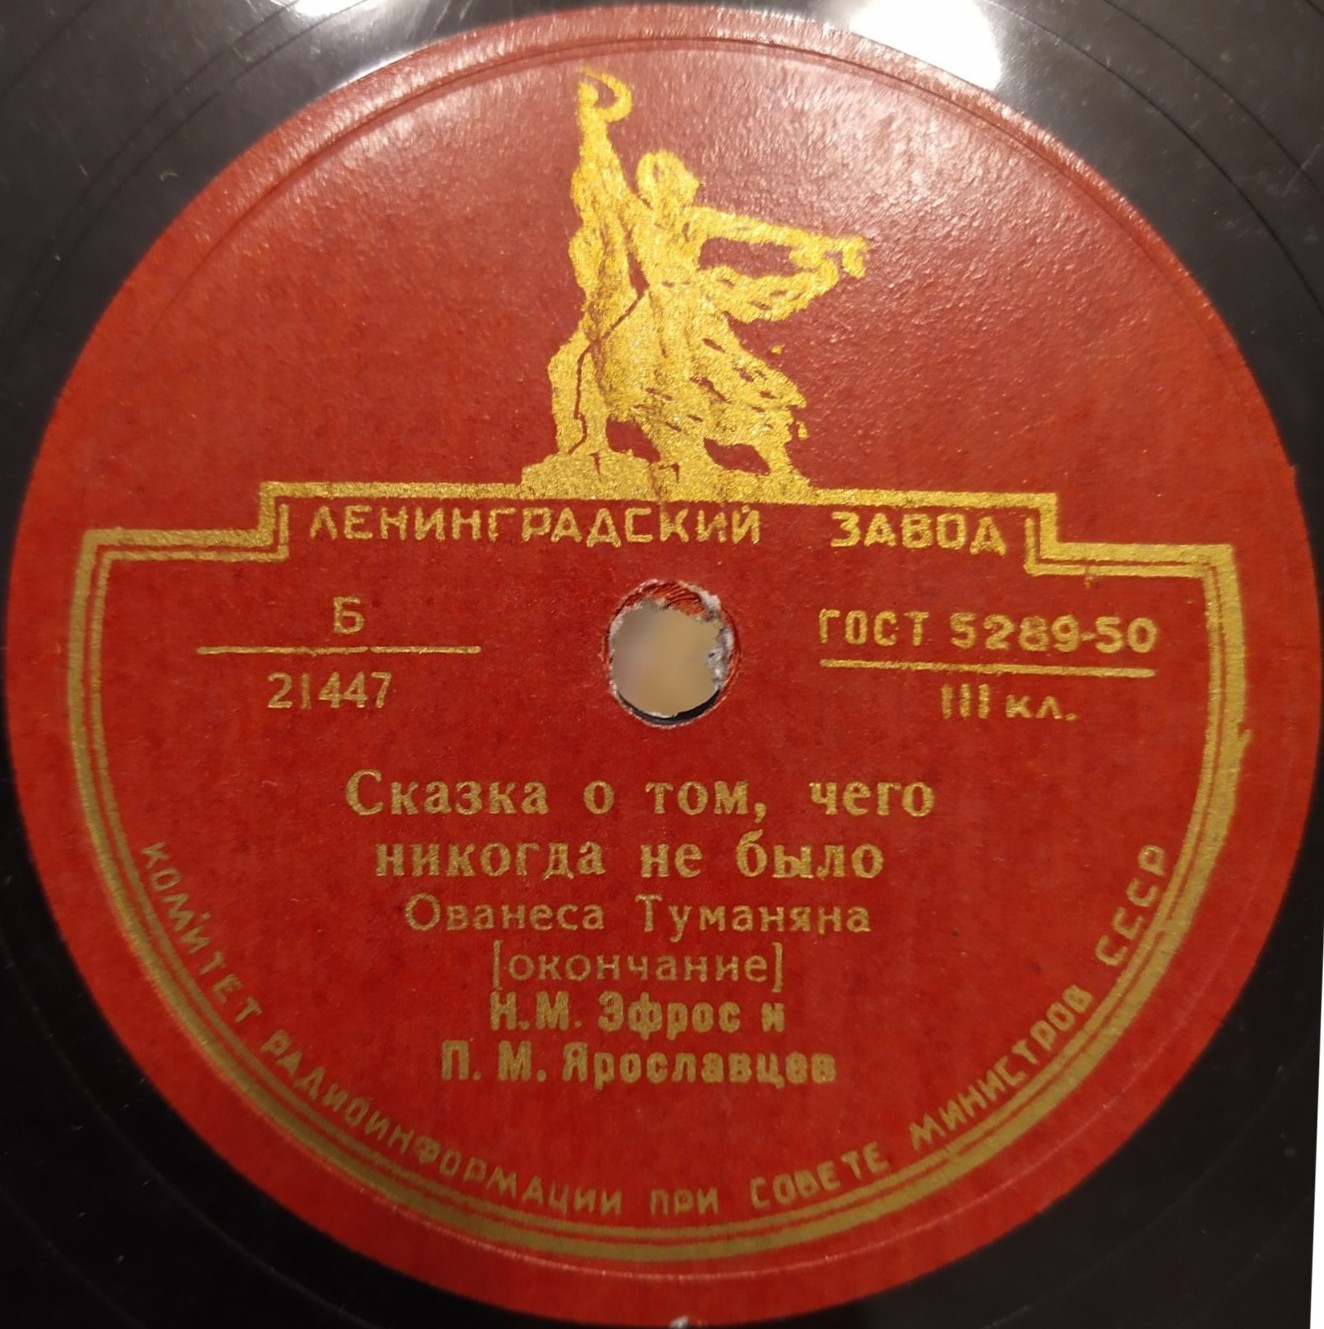 ЛЕНИНГРАДСКИЙ ЗАВОД
Б
21447
ГОСТ 5289-50
III кл.
Сказка о том, чего
никогда не было
Ованеса Туманяна
[окончание]
Н.М. Эфрос и
П. М. Ярославцев
КОМИТЕТ РАДИОИНФОРМАЦИИ ПРИ СОВЕТЕ МИНИСТРОВ СССР